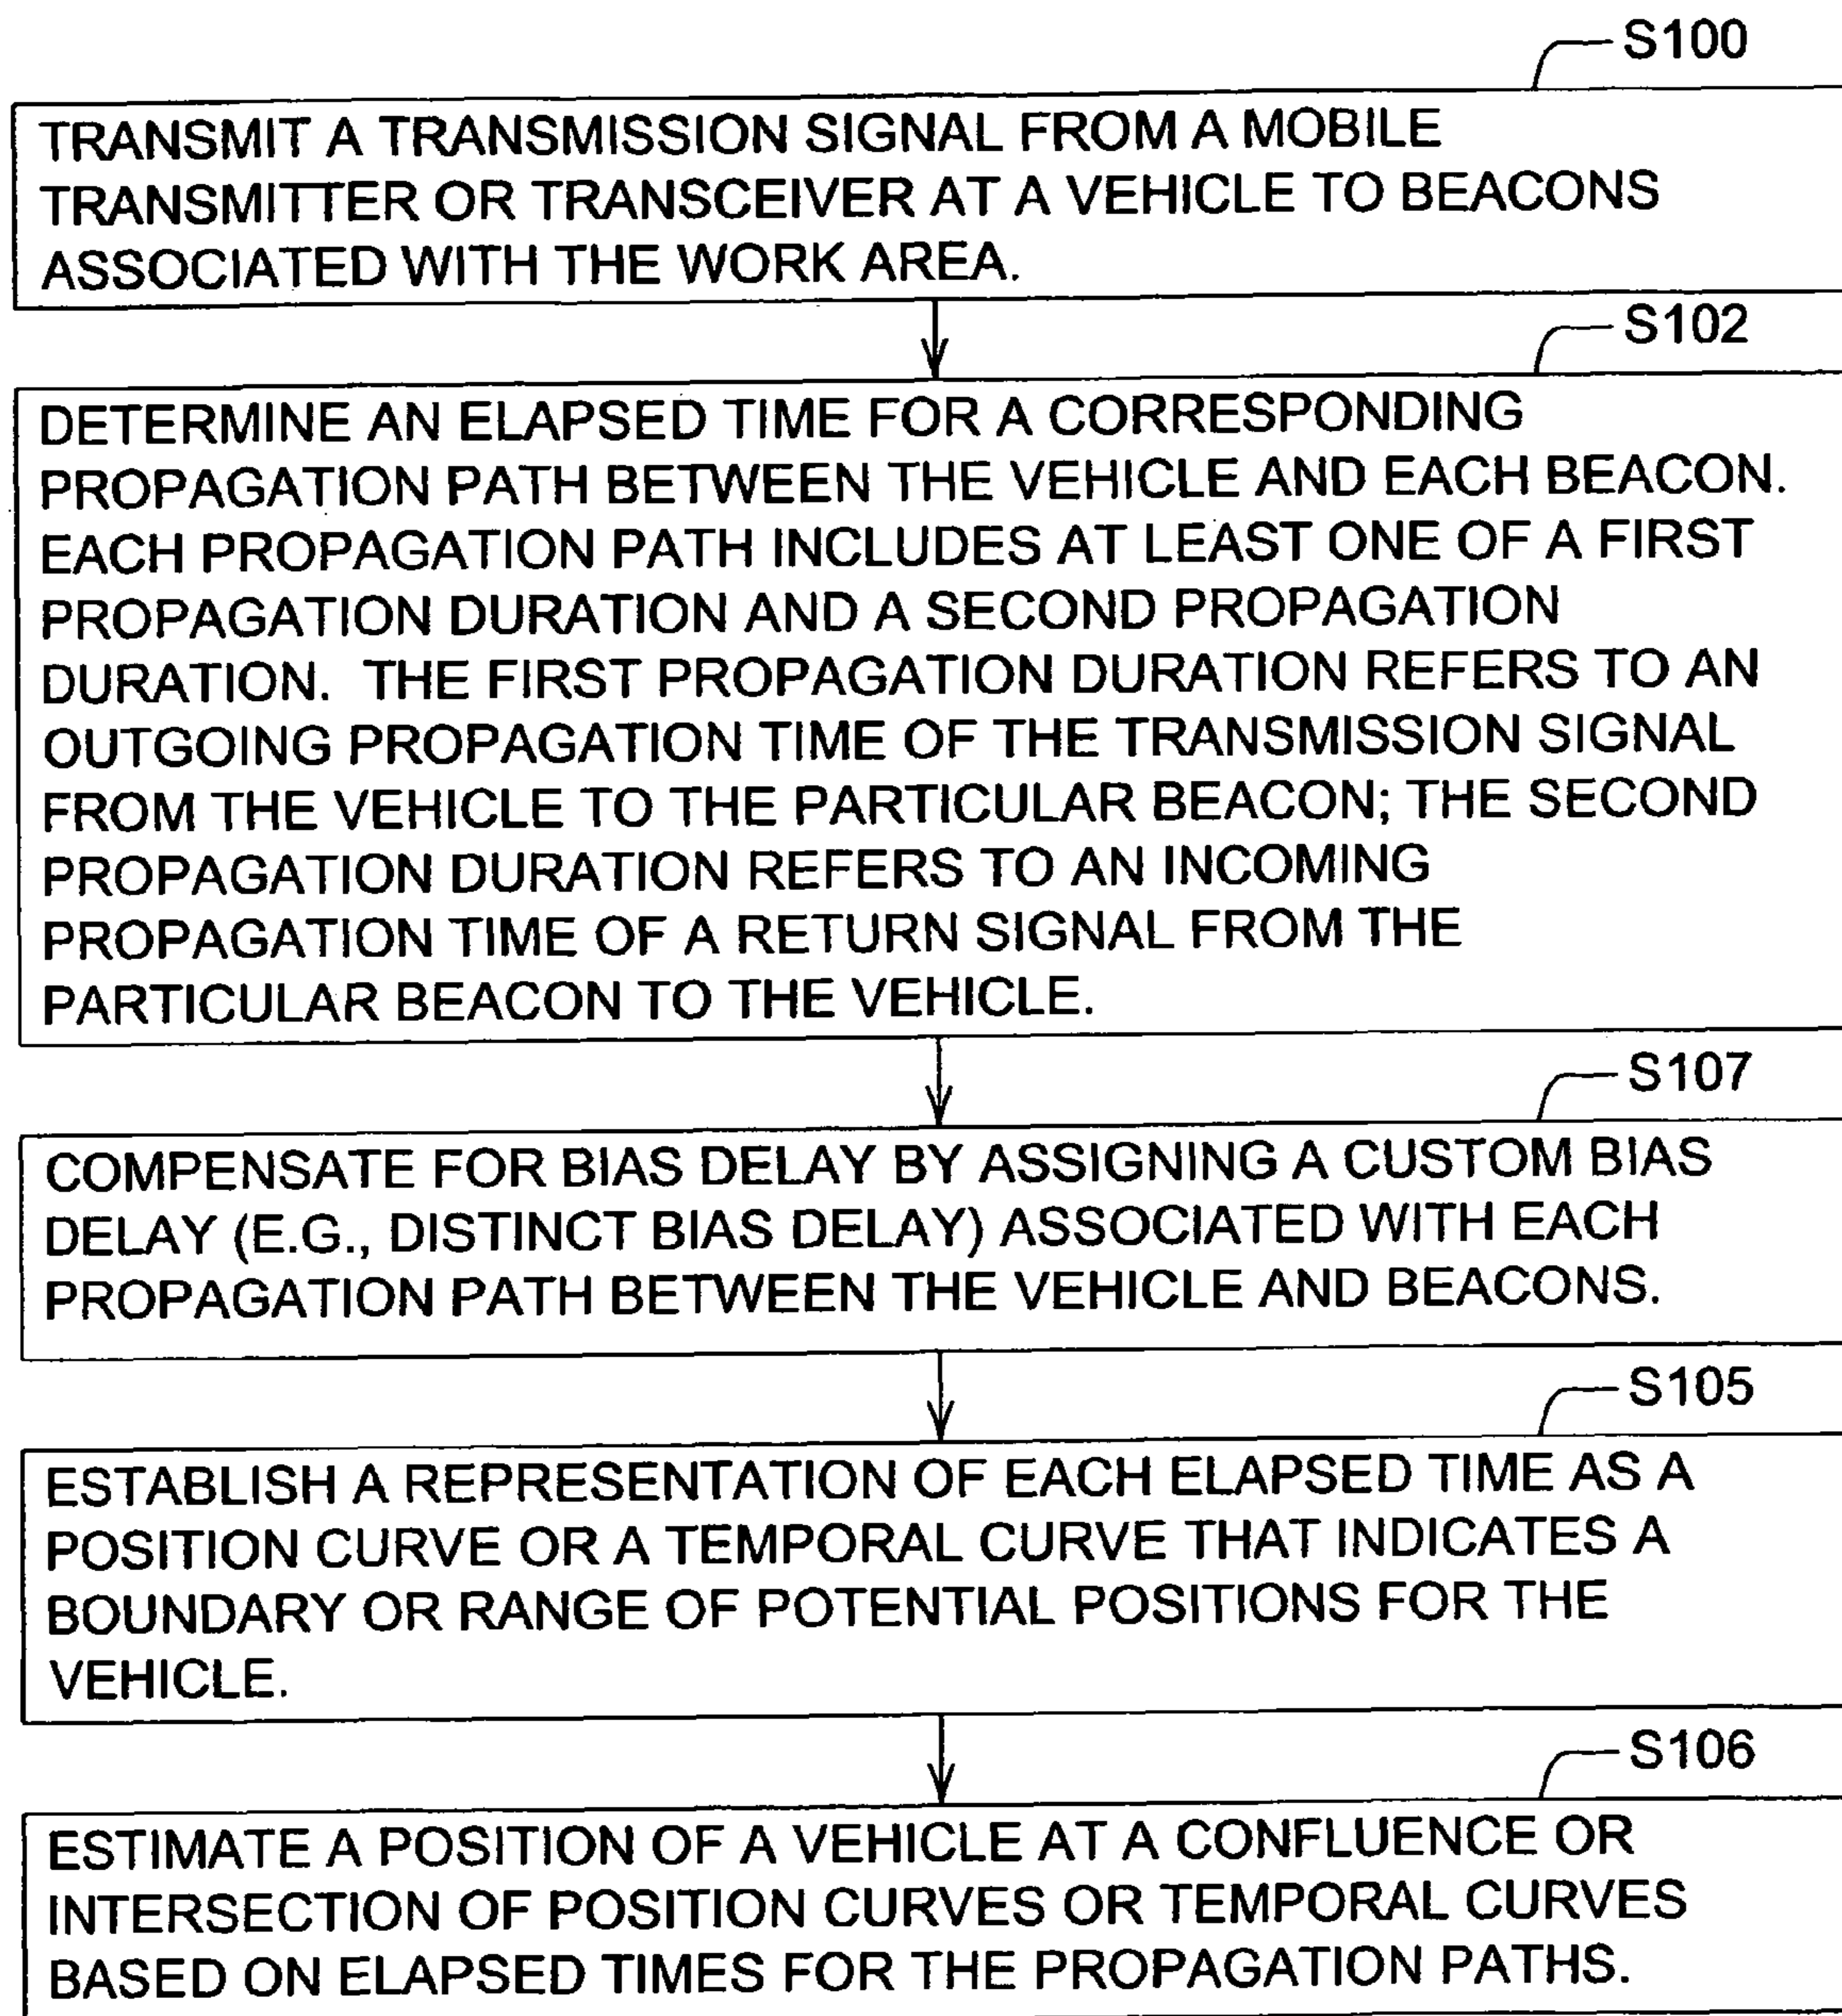 S100
TRANSMIT A TRANSMISSION SIGNAL FROM A MOBILE
TRANSMITTER OR TRANSCEIVER AT A VEHICLE TO BEACONS
ASSOCIATED WITH THE WORK AREA.
S102
DETERMINE AN ELAPSED TIME FOR A CORRESPONDING
PROPAGATION PATH BETWEEN THE VEHICLE AND EACH BEACON.
EACH PROPAGATION PATH INCLUDES AT LEAST ONE OF A FIRST
PROPAGATION DURATION AND A SECOND PROPAGATION
DURATION. THE FIRST PROPAGATION DURATION REFERS TO AN
OUTGOING PROPAGATION TIME OF THE TRANSMISSION SIGNAL
FROM THE VEHICLE TO THE PARTICULAR BEACON; THE SECOND
PROPAGATION DURATION REFERS TO AN INCOMING
PROPAGATION TIME OF A RETURN SIGNAL FROM THE
PARTICULAR BEACON TO THE VEHICLE.
S107
COMPENSATE FOR BIAS DELAY BY ASSIGNING A CUSTOM BIAS
DELAY (E.G., DISTINCT BIAS DELAY) ASSOCIATED WITH EACH
PROPAGATION PATH BETWEEN THE VEHICLE AND BEACONS.
S105
ESTABLISH A REPRESENTATION OF EACH ELAPSED TIME AS A
POSITION CURVE OR A TEMPORAL CURVE THAT INDICATES A
BOUNDARY OR RANGE OF POTENTIAL POSITIONS FOR THE
VEHICLE.
S106
ESTIMATE A POSITION OF A VEHICLE AT A CONFLUENCE OR
INTERSECTION OF POSITION CURVES OR TEMPORAL CURVES
BASED ON ELAPSED TIMES FOR THE PROPAGATION PATHS.